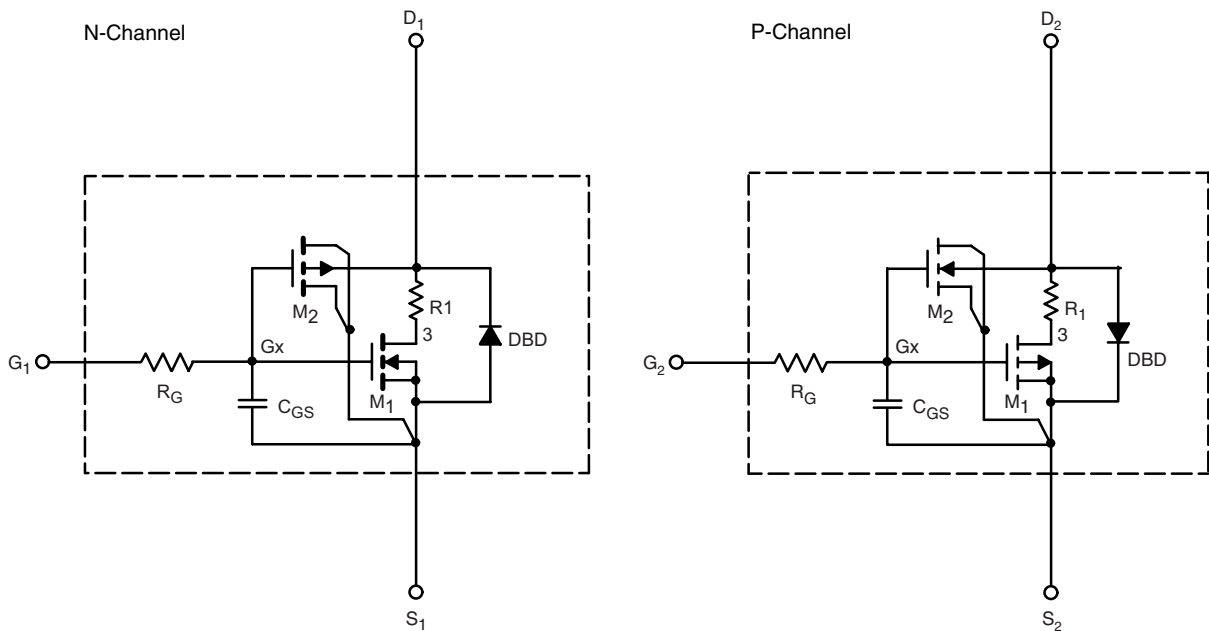 N-Channel
D1
M2
R1
3
DBD
G1
Gx
RG
M1
CGS
S1
P-Channel
D2
M2
R1
3
DBD
G2
Gx
RG
M1
CGS
S2